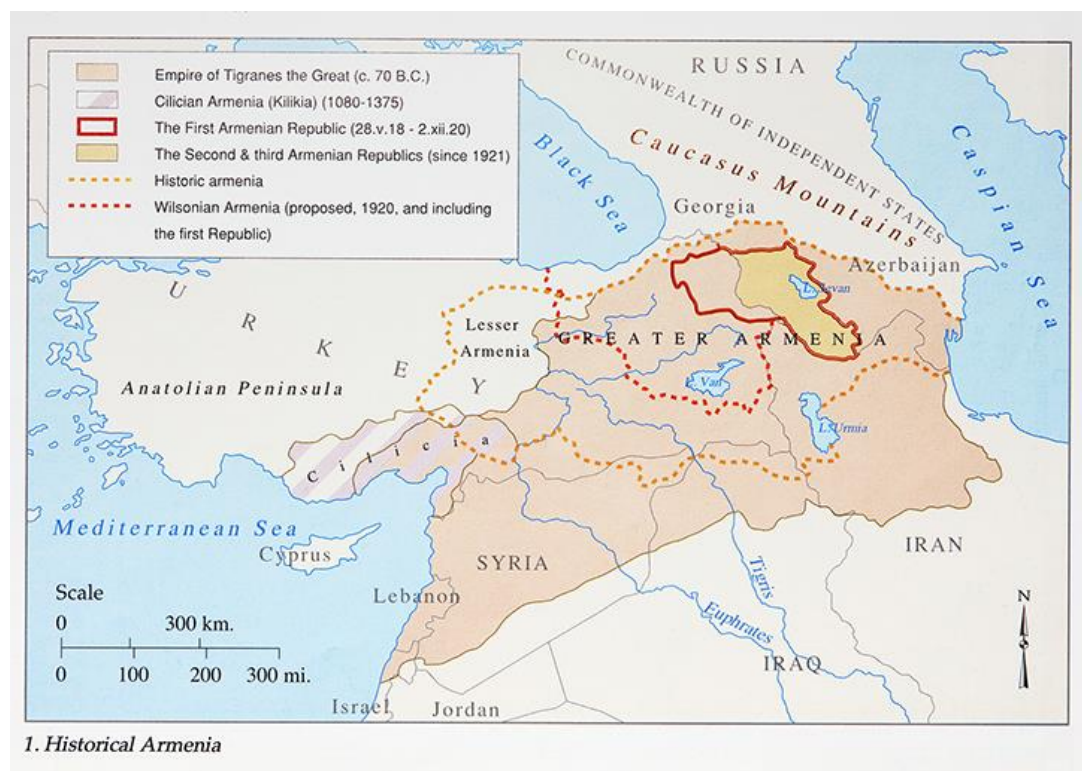 Empire of Tigranes the Great (c. 70 B.C.)
Cilician Armenia (Kilikia) (1080-1375)
The First Armenian Republic (28.v.18 - 2.xii.20)
The Second & third Armenian Republics (since 1921)
Historic armenia
Wilsonian Armenia (proposed, 1920, and including
the first Republic)
RUSSIA
COMMONWEALTH OF INDEPENDENT STATES
Caucasus Mountains
Black Sea
Caspian Sea
Georgia
Azerbaijan
L. Sevan
TURKEY
Lesser
Armenia
GREATER ARMENIA
Anatolian Peninsula
L. Van
L. Urmia
Cilicia
Mediterranean Sea
Cyprus
SYRIA
IRAN
Tigris
Lebanon
Euphrates
IRAQ
Israel
Jordan
Scale
0 300 km.
0 100 200 300 mi.
N
1. Historical Armenia